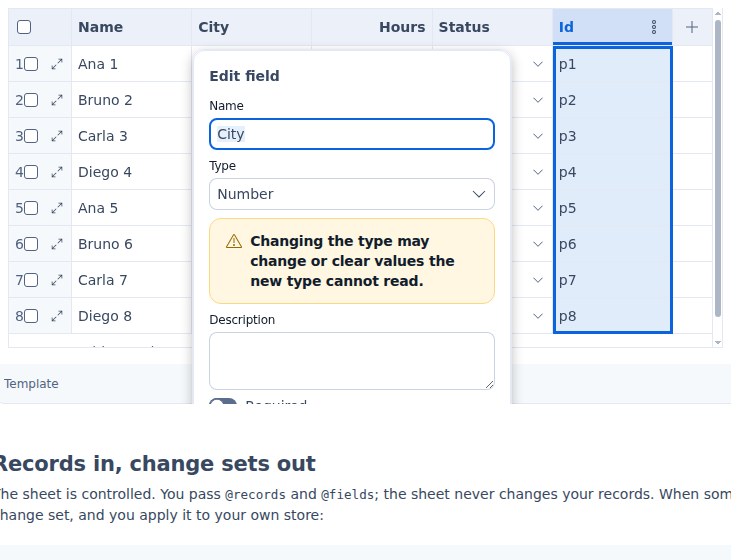 Name City Hours Status Id
1 Ana 1 p1
2 Bruno 2 p2
3 Carla 3 p3
4 Diego 4 p4
5 Ana 5 p5
6 Bruno 6 p6
7 Carla 7 p7
8 Diego 8 p8
Edit field
Name
City
Type
Number
Changing the type may
change or clear values the
new type cannot read.
Description
Required
Template
Records in, change sets out
The sheet is controlled. You pass @records and @fields; the sheet never changes your records. When som
hange set, and you apply it to your own store: